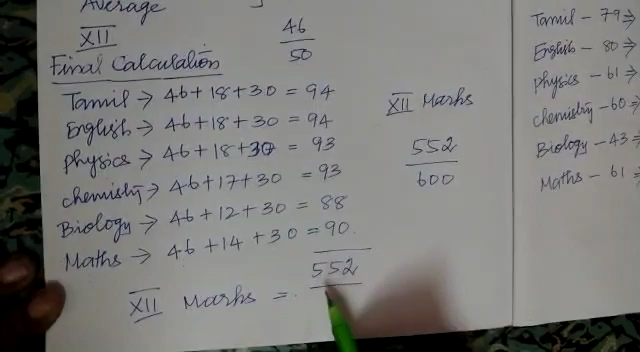 Average
XII 46/50
Final Calculation
Tamil → 46+18+30 = 94
English → 46+18+30 = 94
Physics → 46+18+30 = 93
chemistry → 46+17+30 = 93
Biology → 46+12+30 = 88
Maths → 46+14+30 = 90
552
XII Marks =
XII Marks
552/600
Tamil - 79 ⇒
English - 80 ⇒
Physics - 61 ⇒
chemistry - 60 ⇒
Biology - 43 ⇒
Maths - 61 ⇒